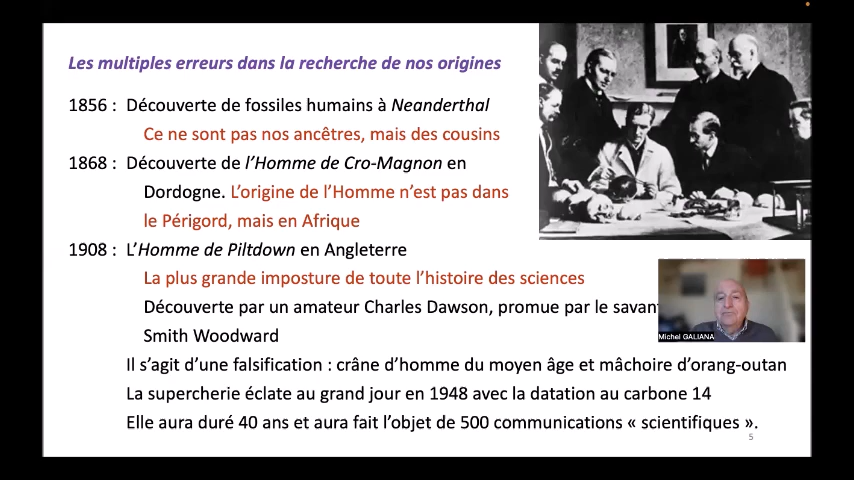 Les multiples erreurs dans la recherche de nos origines
1856 : Découverte de fossiles humains à Neanderthal
Ce ne sont pas nos ancêtres, mais des cousins
1868 : Découverte de l’Homme de Cro-Magnon en
Dordogne. L’origine de l’Homme n’est pas dans
le Périgord, mais en Afrique
1908 : L’Homme de Piltdown en Angleterre
La plus grande imposture de toute l’histoire des sciences
Découverte par un amateur Charles Dawson, promue par le savant
Smith Woodward
Michel GALIANA
Il s’agit d’une falsification : crâne d’homme du moyen âge et mâchoire d’orang-outan
La supercherie éclate au grand jour en 1948 avec la datation au carbone 14
Elle aura duré 40 ans et aura fait l’objet de 500 communications « scientifiques ».
5